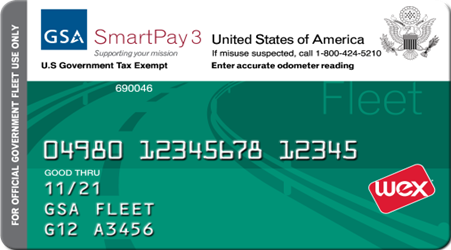 FOR OFFICIAL GOVERNMENT FLEET USE ONLY
GSA SmartPay 3
Supporting your mission
U.S Government Tax Exempt
United States of America
If misuse suspected, call 1-800-424-5210
Enter accurate odometer reading
690046
Fleet
04980 12345678 12345
GOOD THRU
11/21
GSA FLEET
G12 A3456
wex